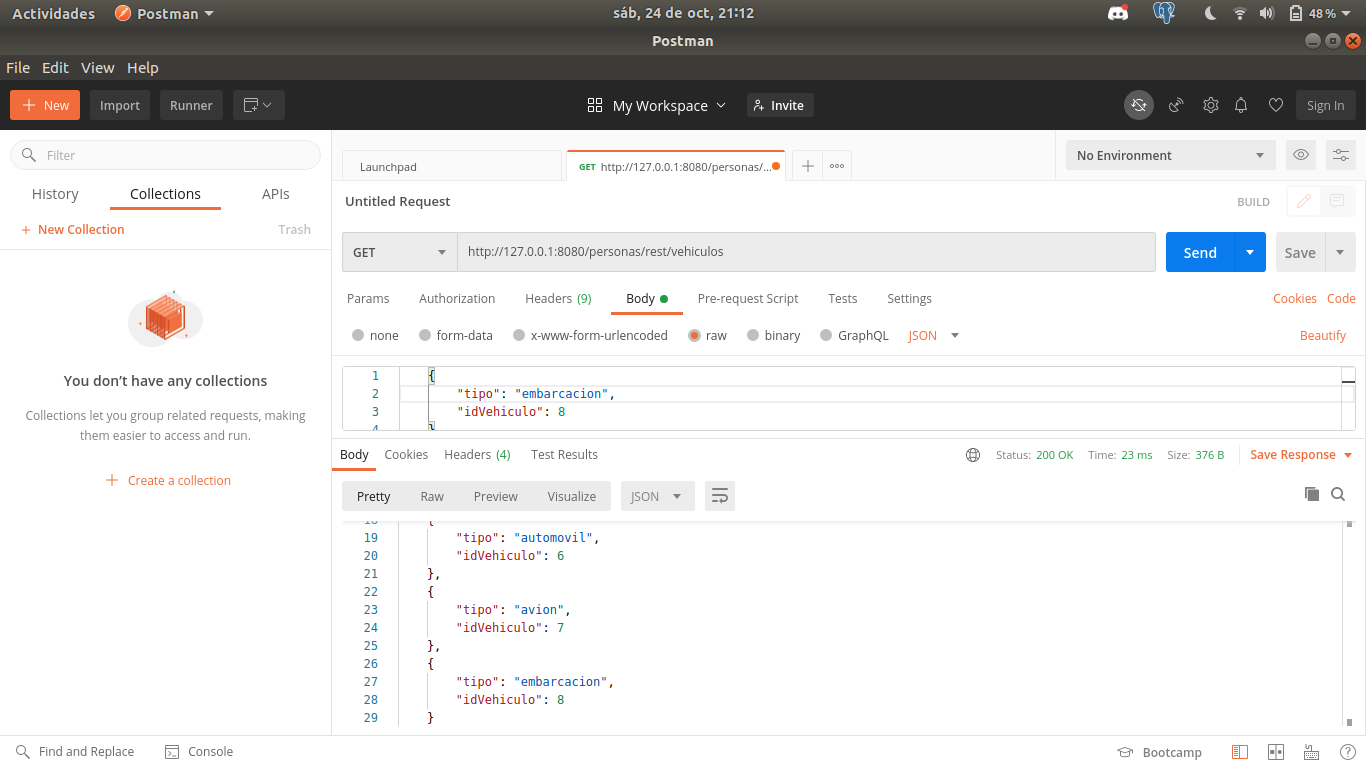 Actividades Postman sáb, 24 de oct, 21:12 48 %
Postman
File Edit View Help
New Import Runner My Workspace Invite Sign In
Filter
History Collections APIs
+ New Collection Trash
You don’t have any collections
Collections let you group related requests, making
them easier to access and run.
+ Create a collection
Launchpad GET http://127.0.0.1:8080/personas/... No Environment
Untitled Request BUILD
GET http://127.0.0.1:8080/personas/rest/vehiculos Send Save
Params Authorization Headers (9) Body Pre-request Script Tests Settings Cookies Code
none form-data x-www-form-urlencoded raw binary GraphQL JSON Beautify
1 {
2 "tipo": "embarcacion",
3 "idVehiculo": 8
4 }
Body Cookies Headers (4) Test Results Status: 200 OK Time: 23 ms Size: 376 B Save Response
Pretty Raw Preview Visualize JSON
18 {
19 "tipo": "automovil",
20 "idVehiculo": 6
21 },
22 {
23 "tipo": "avion",
24 "idVehiculo": 7
25 },
26 {
27 "tipo": "embarcacion",
28 "idVehiculo": 8
29 }
Find and Replace Console Bootcamp